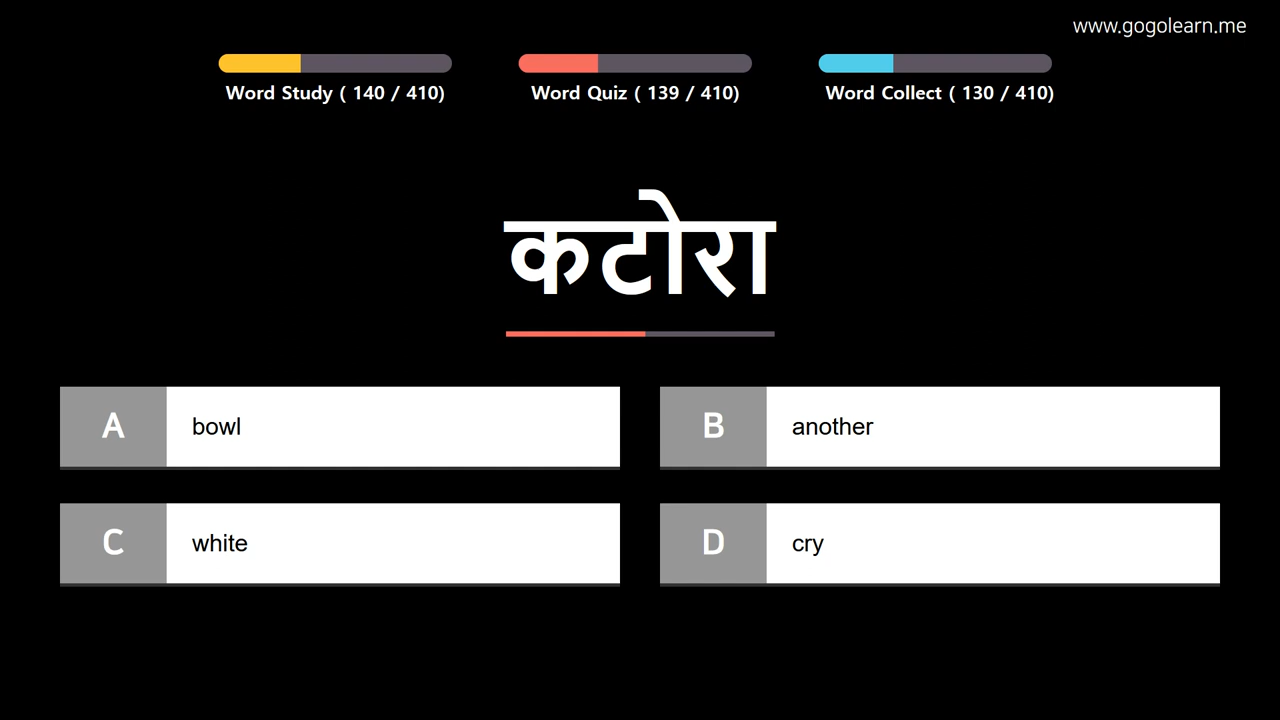 www.gogolearn.me
Word Study ( 140 / 410)
Word Quiz ( 139 / 410)
Word Collect ( 130 / 410)
कटोरा
A bowl
B another
C white
D cry